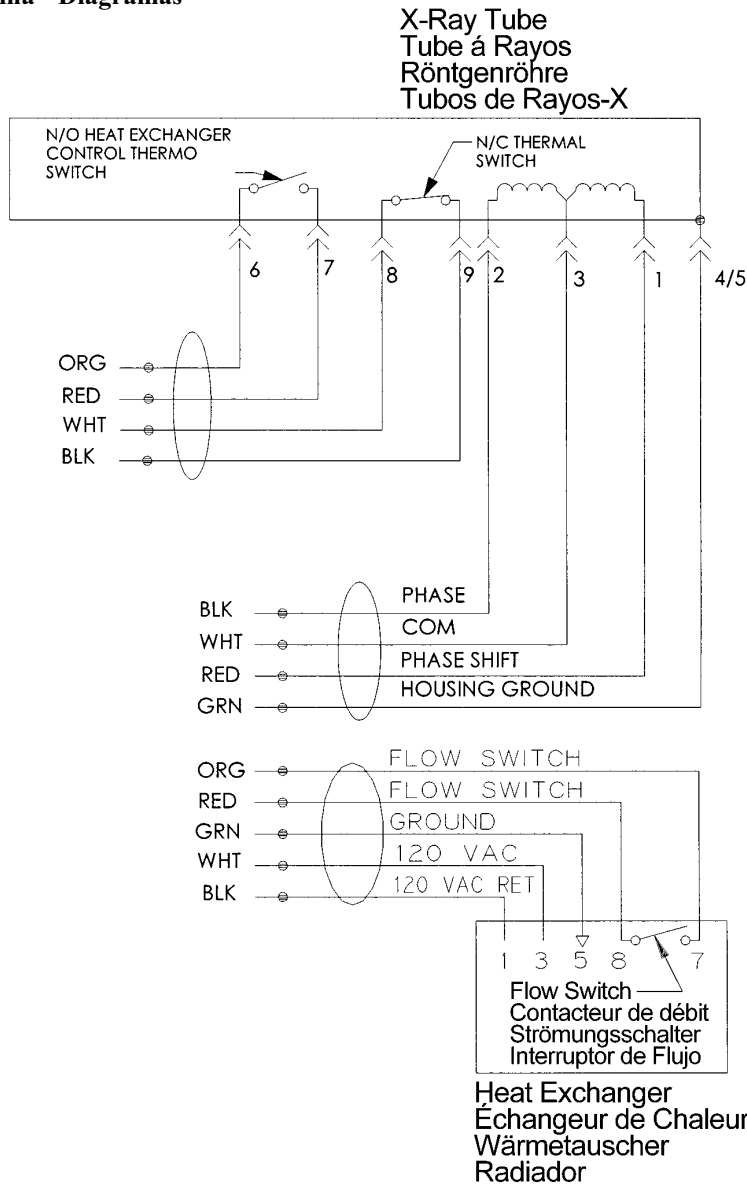 Diagramas
X-Ray Tube
Tube á Rayos
Röntgenröhre
Tubos de Rayos-X
N/O HEAT EXCHANGER
CONTROL THERMO
SWITCH
N/C THERMAL
SWITCH
6 7 8 9 2 3 1 4/5
ORG
RED
WHT
BLK
BLK PHASE
WHT COM
RED PHASE SHIFT
GRN HOUSING GROUND
ORG FLOW SWITCH
RED FLOW SWITCH
GRN GROUND
WHT 120 VAC
BLK 120 VAC RET
1 3 5 8 7
Flow Switch
Contacteur de débit
Strömungsschalter
Interruptor de Flujo
Heat Exchanger
Échangeur de Chaleur
Wärmetauscher
Radiador